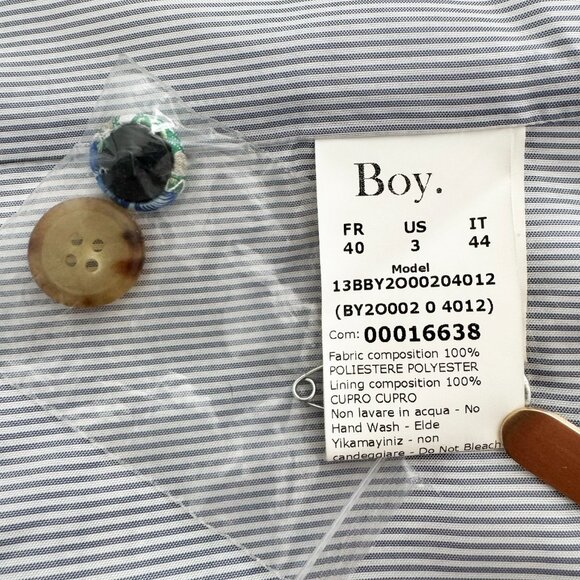 Boy.
FR US IT
40 3 44
Model
13BBY2O00204012
(BY2O002 0 4012)
Com: 00016638
Fabric composition 100%
POLIESTERE POLYESTER
Lining composition 100%
CUPRO CUPRO
Non lavare in acqua - No
Hand Wash - Elde
Yikamayiniz - non
candeggiare - Do Not Bleach